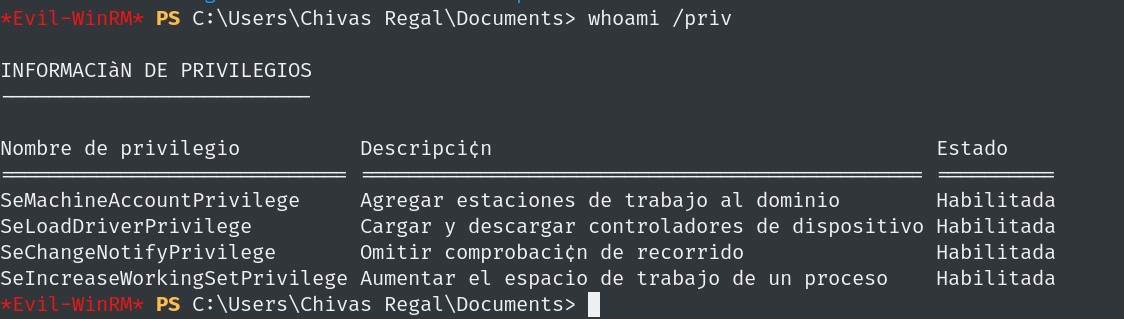 *Evil-WinRM* PS C:\Users\Chivas Regal\Documents> whoami /priv
INFORMACIàN DE PRIVILEGIOS
--------------------------
Nombre de privilegio Descripci¢n Estado
============================= =============================================== ==========
SeMachineAccountPrivilege Agregar estaciones de trabajo al dominio Habilitada
SeLoadDriverPrivilege Cargar y descargar controladores de dispositivo Habilitada
SeChangeNotifyPrivilege Omitir comprobaci¢n de recorrido Habilitada
SeIncreaseWorkingSetPrivilege Aumentar el espacio de trabajo de un proceso Habilitada
*Evil-WinRM* PS C:\Users\Chivas Regal\Documents>